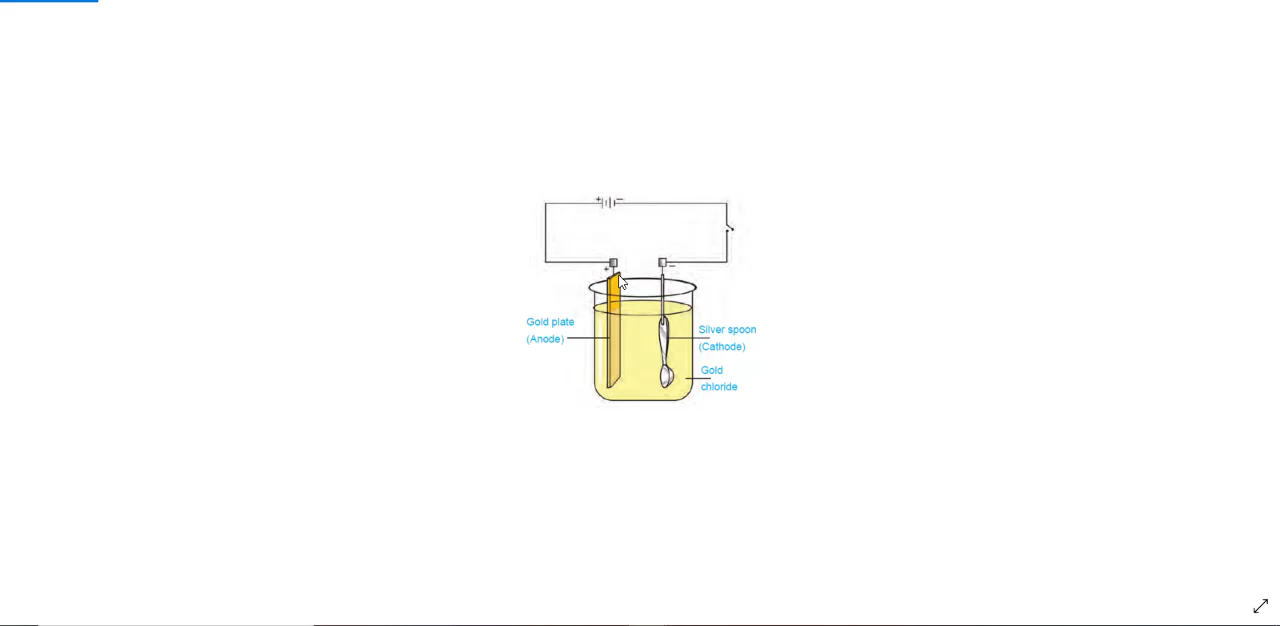 + −
+ −
Gold plate
(Anode)
Silver spoon
(Cathode)
Gold
chloride